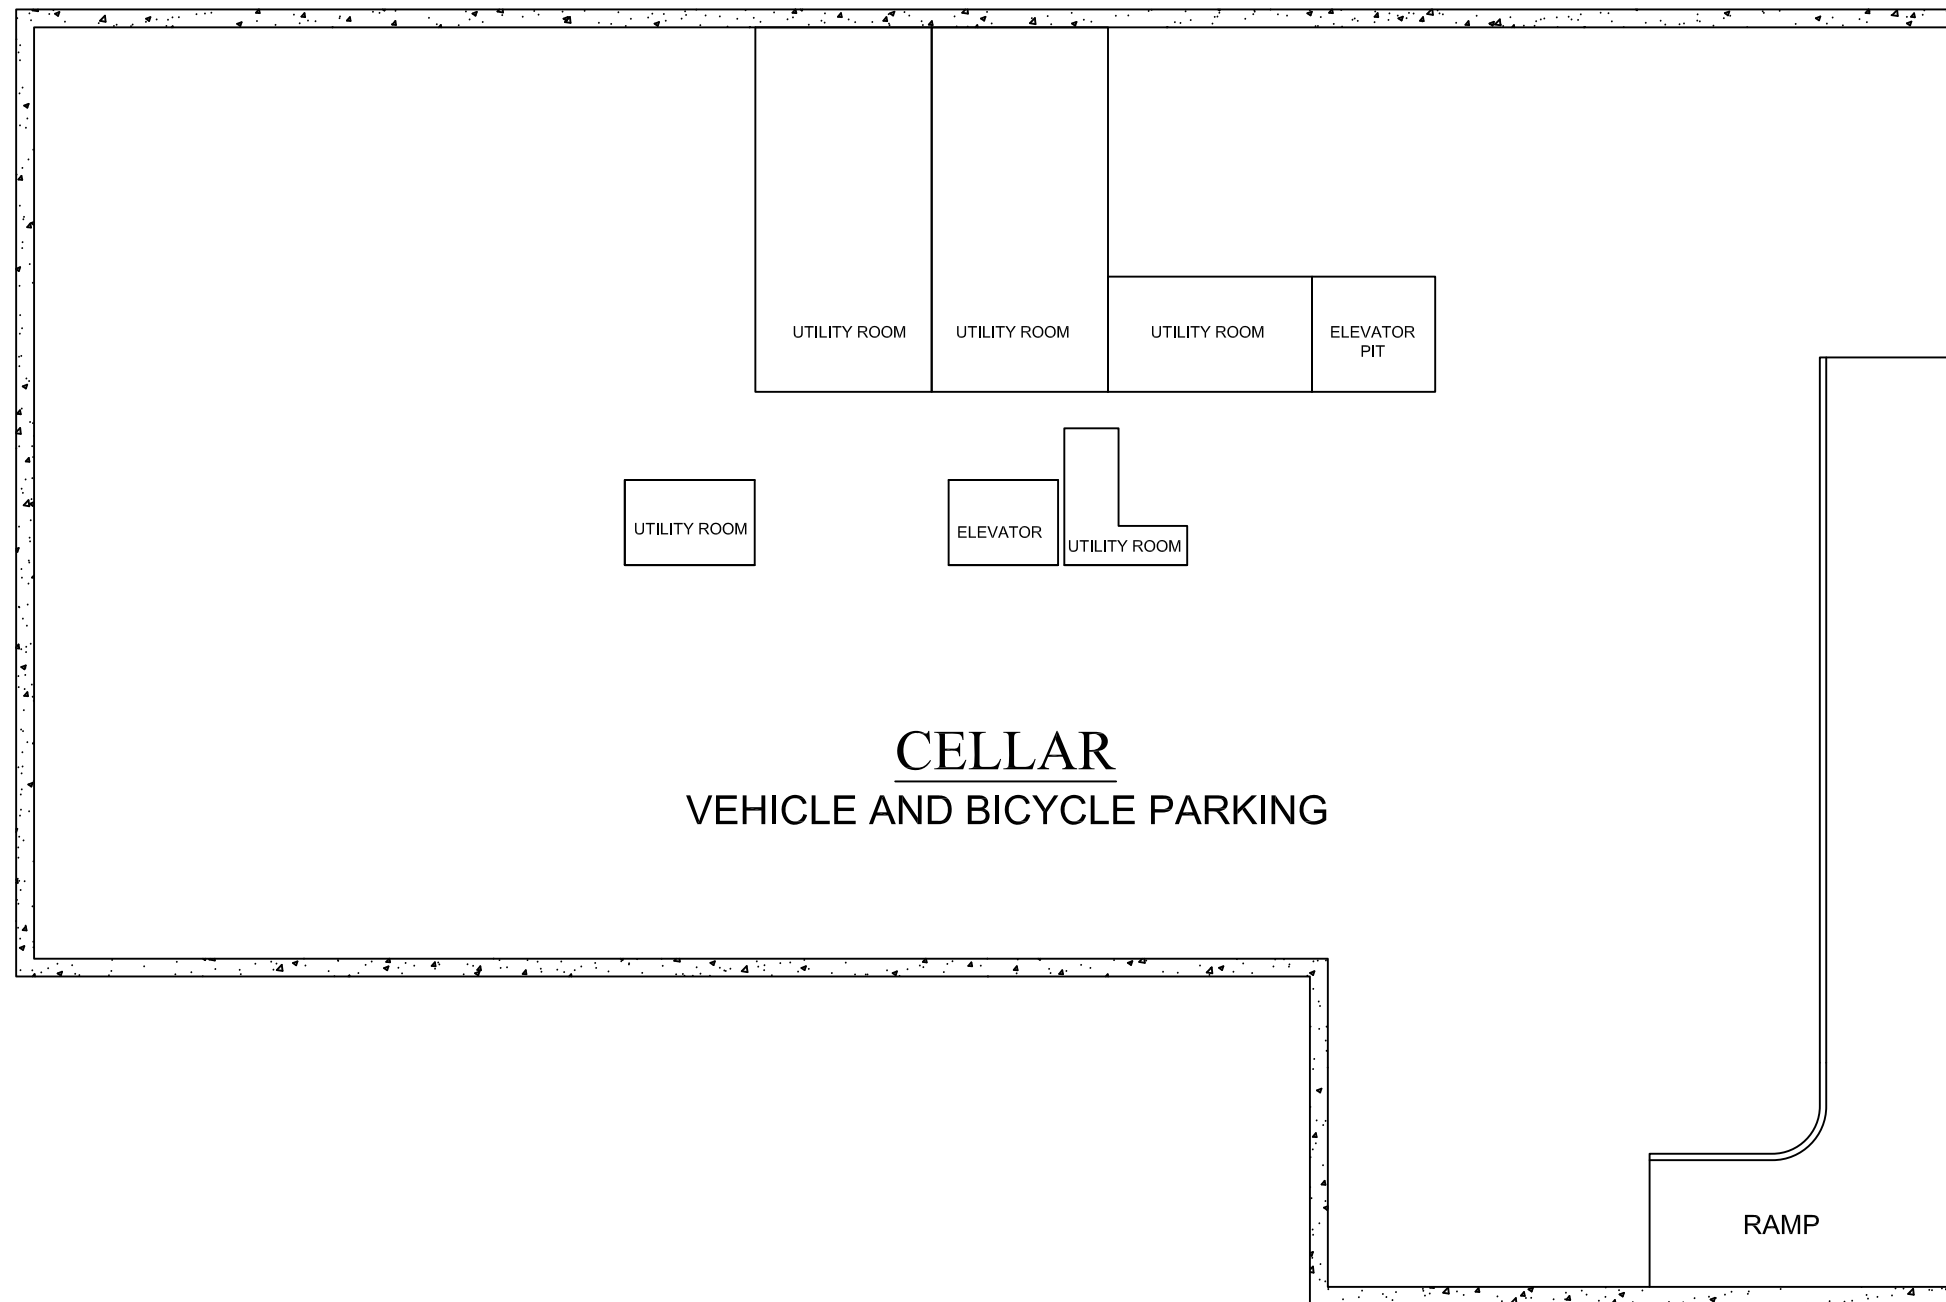 UTILITY ROOM
UTILITY ROOM
UTILITY ROOM
ELEVATOR
PIT
UTILITY ROOM
ELEVATOR
UTILITY ROOM
CELLAR
VEHICLE AND BICYCLE PARKING
RAMP